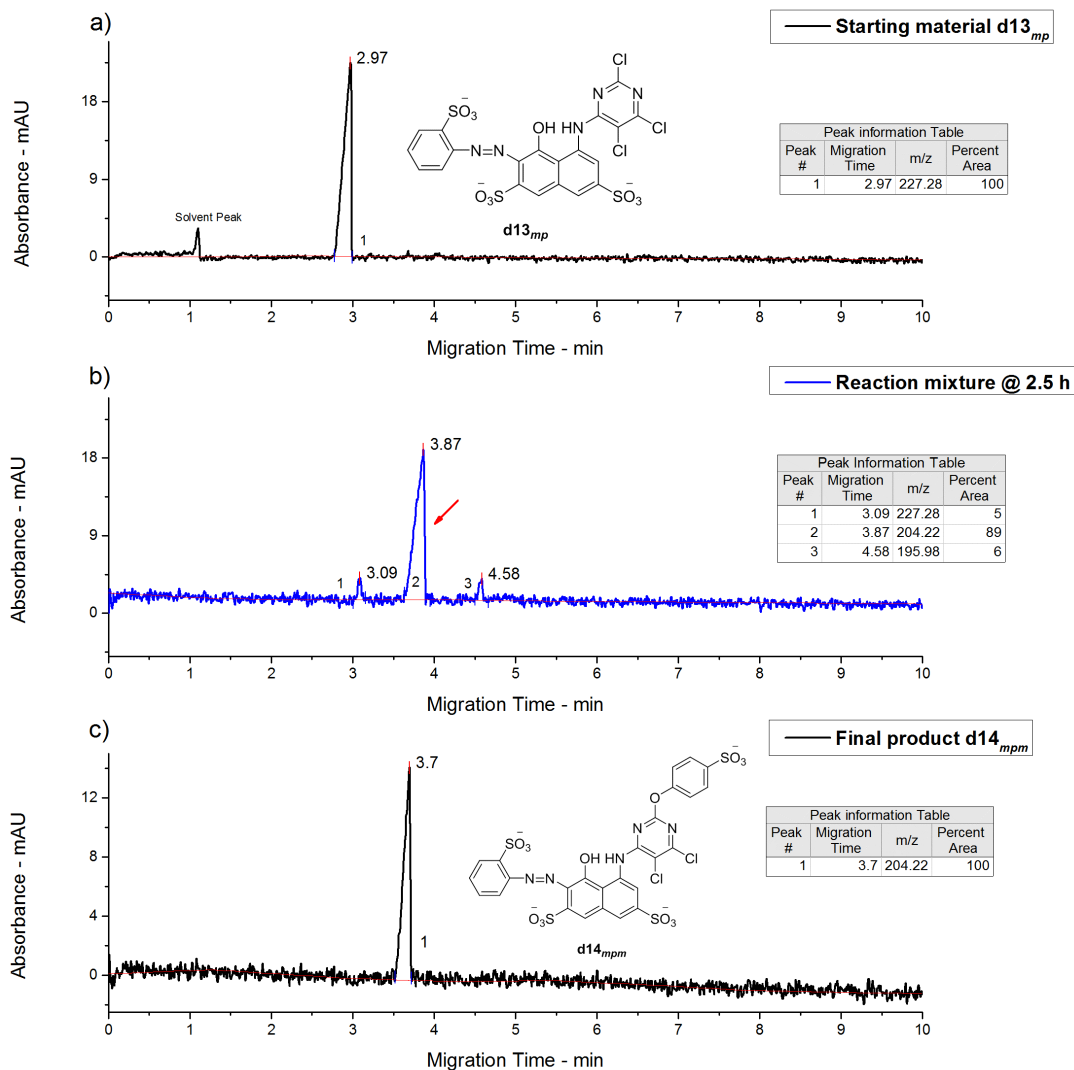 a)
Starting material d13mp
2.97
Solvent Peak
1
Absorbance - mAU
18
9
0
0 1 2 3 4 5 6 7 8 9 10
Migration Time - min
Cl
N N
Cl
Cl
HN
OH
SO3−
N=N
−O3S
SO3−
d13mp
Peak information Table
Peak # Migration Time m/z Percent Area
1 2.97 227.28 100
b)
Reaction mixture @ 2.5 h
3.87
3.09
4.58
1
2
3
Absorbance - mAU
18
9
0
0 1 2 3 4 5 6 7 8 9 10
Migration Time - min
Peak Information Table
Peak # Migration Time m/z Percent Area
1 3.09 227.28 5
2 3.87 204.22 89
3 4.58 195.98 6
c)
Final product d14mpm
3.7
1
Absorbance - mAU
12
8
4
0
0 1 2 3 4 5 6 7 8 9 10
Migration Time - min
SO3−
O
N N
Cl
Cl
HN
OH
SO3−
N=N
−O3S
SO3−
d14mpm
Peak information Table
Peak # Migration Time m/z Percent Area
1 3.7 204.22 100